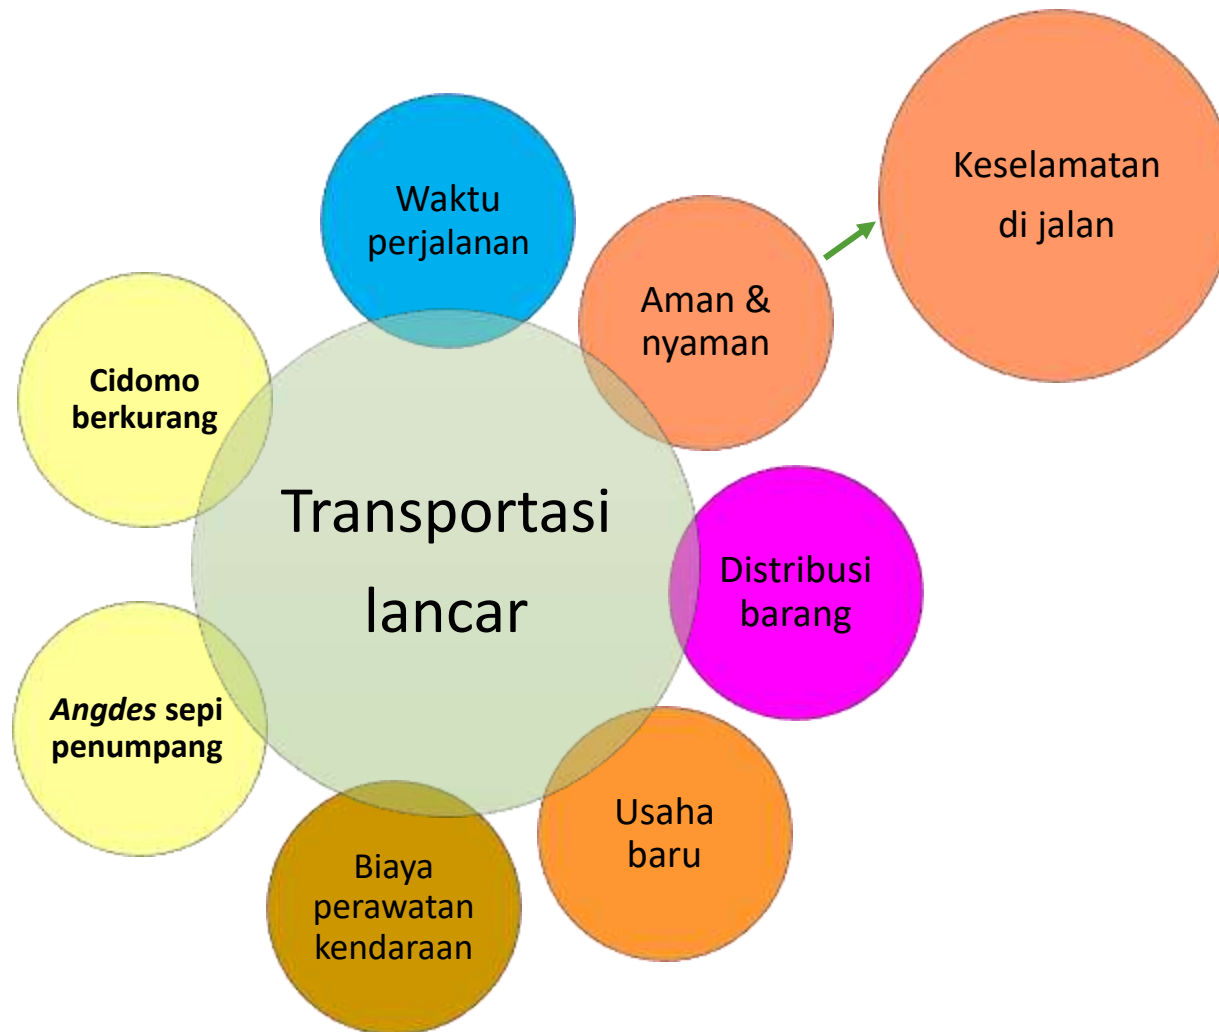 Keselamatan
di jalan
Waktu
perjalanan
Aman &
nyaman
Cidomo
berkurang
Transportasi
lancar
Distribusi
barang
Angdes sepi
penumpang
Usaha
baru
Biaya
perawatan
kendaraan